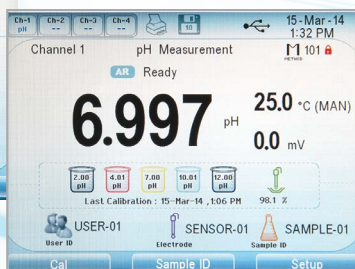 Ch-1 Ch-2 Ch-3 Ch-4
pH -- -- --
10
15-Mar-14
1:32 PM
Channel 1 pH Measurement M 101
METHOD
AR Ready
6.997 pH
25.0 °C (MAN)
0.0 mV
2.00 pH 4.01 pH 7.00 pH 10.01 pH 12.00 pH
Last Calibration : 15-Mar-14 ,1:06 PM 98.1 %
USER-01 SENSOR-01 SAMPLE-01
User ID Electrode Sample ID
Cal Sample ID Setup